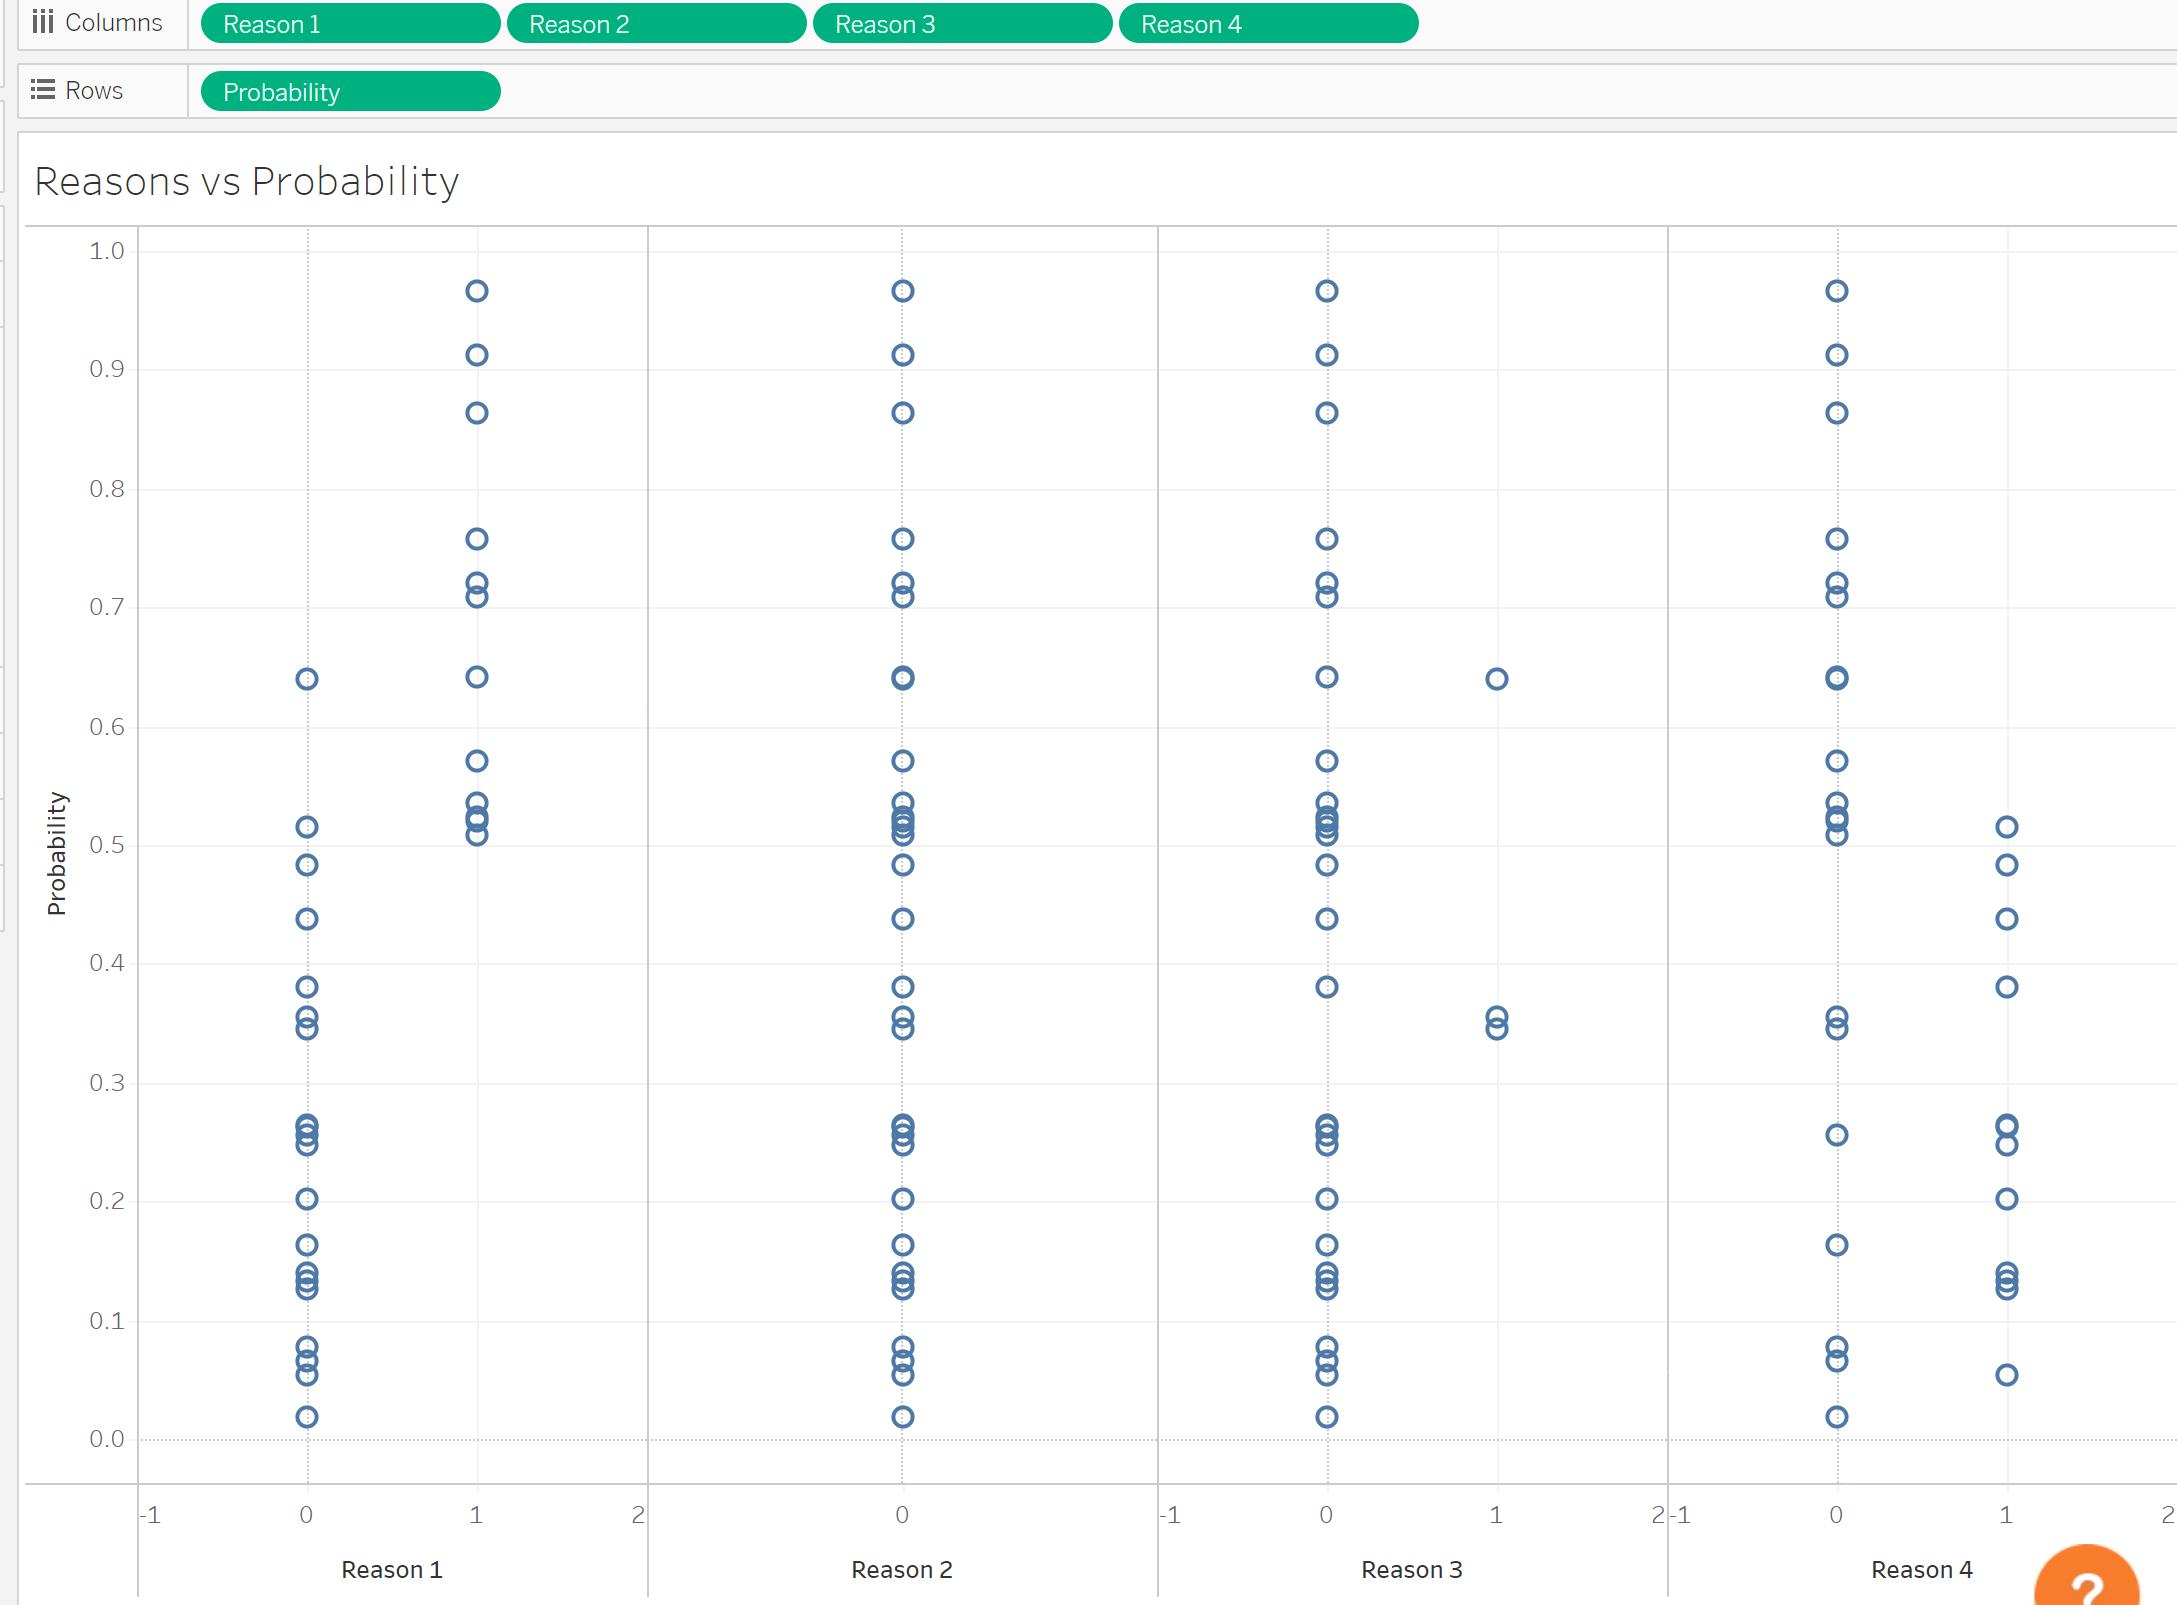 Columns Reason 1 Reason 2 Reason 3 Reason 4
Rows Probability
Reasons vs Probability
1.0
0.9
0.8
0.7
0.6
0.5
0.4
0.3
0.2
0.1
0.0
Probability
-1 0 1 2 0 -1 0 1 2 -1 0 1 2
Reason 1 Reason 2 Reason 3 Reason 4
?